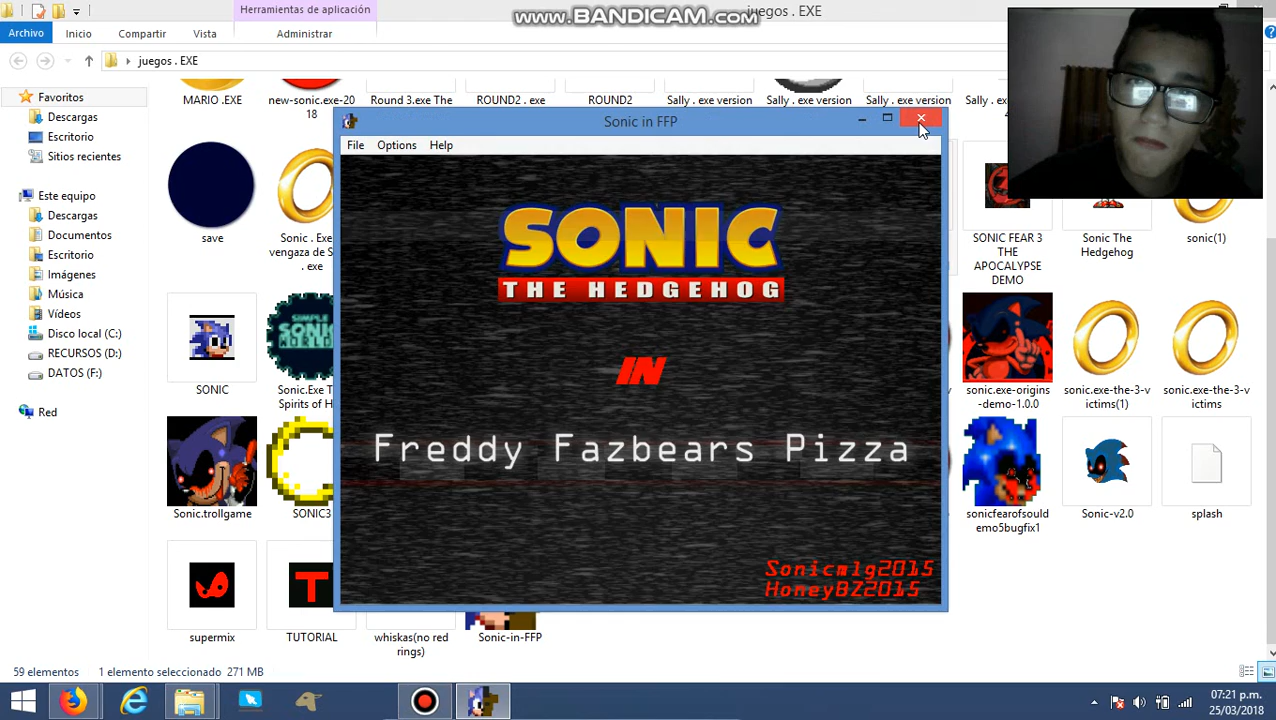 Herramientas de aplicación
www.BANDICAM.com
juegos . EXE
Archivo
Inicio
Compartir
Vista
Administrar
juegos . EXE
Favoritos
Descargas
Escritorio
Sitios recientes
Este equipo
Descargas
Documentos
Escritorio
Imágenes
Música
Vídeos
Disco local (C:)
RECURSOS (D:)
DATOS (F:)
Red
MARIO .EXE
new-sonic.exe-20
18
Round 3.exe The
ROUND2 . exe
ROUND2
Sally . exe version
Sally . exe version
Sally . exe version
Sally . ex
save
Sonic . Exe
vengaza de S
. exe
SONIC FEAR 3
THE
APOCALYPSE
DEMO
Sonic The
Hedgehog
sonic(1)
Sonic in FFP
File
Options
Help
SONIC
THE HEDGEHOG
IN
Freddy Fazbears Pizza
Sonicmlg2015
HoneyBZ2015
SONIC
SIMPLE
SONIC
WORLD
Sonic.Exe T
Spirits of H
sonic.exe-origins
-demo-1.0.0
sonic.exe-the-3-v
ictims(1)
sonic.exe-the-3-v
ictims
Sonic.trollgame
SONIC3
sonicfearofsould
emo5bugfix1
Sonic-v2.0
splash
supermix
T
TUTORIAL
whiskas(no red
rings)
Sonic-in-FFP
59 elementos
1 elemento seleccionado 271 MB
07:21 p.m.
25/03/2018